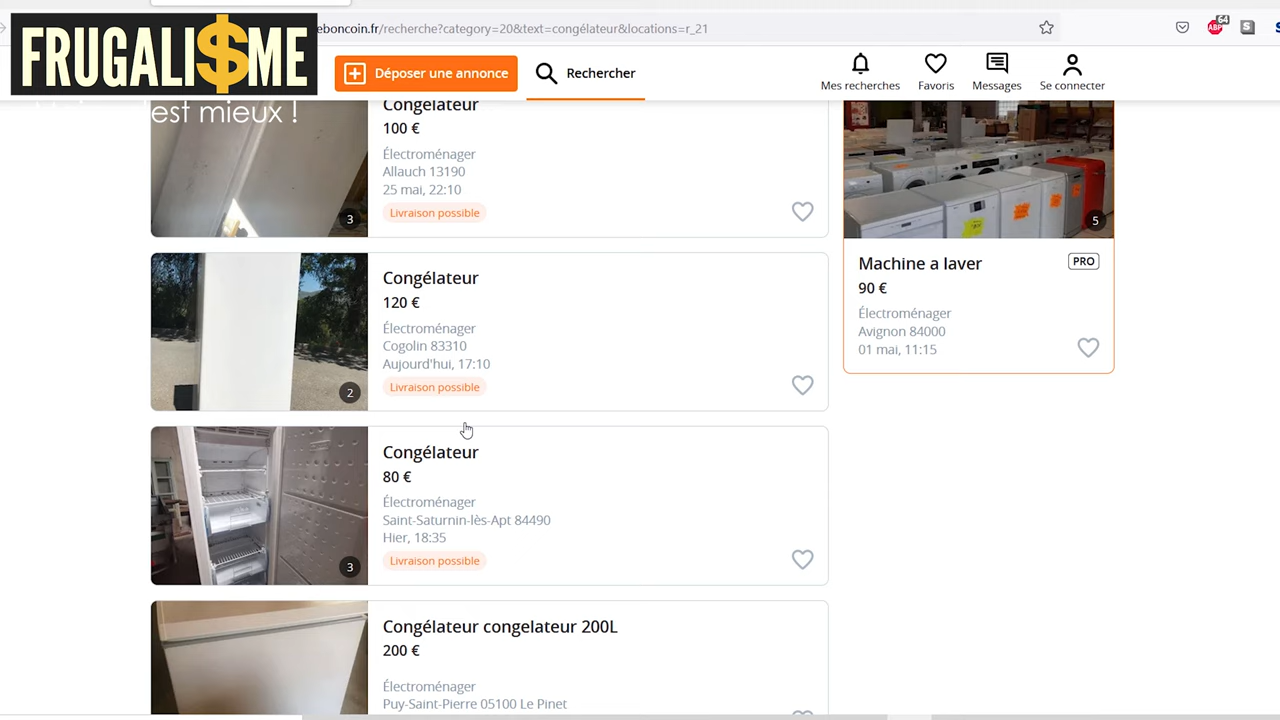 FRUGALI$ME
est mieux !
eboncoin.fr/recherche?category=20&text=congélateur&locations=r_21
64
ABP
S
Déposer une annonce
Rechercher
Mes recherches
Favoris
Messages
Se connecter
Congélateur
100 €
Électroménager
Allauch 13190
25 mai, 22:10
Livraison possible
3
Congélateur
120 €
Électroménager
Cogolin 83310
Aujourd'hui, 17:10
Livraison possible
2
Congélateur
80 €
Électroménager
Saint-Saturnin-lès-Apt 84490
Hier, 18:35
Livraison possible
3
Congélateur congelateur 200L
200 €
Électroménager
Puy-Saint-Pierre 05100 Le Pinet
5
Machine a laver
PRO
90 €
Électroménager
Avignon 84000
01 mai, 11:15